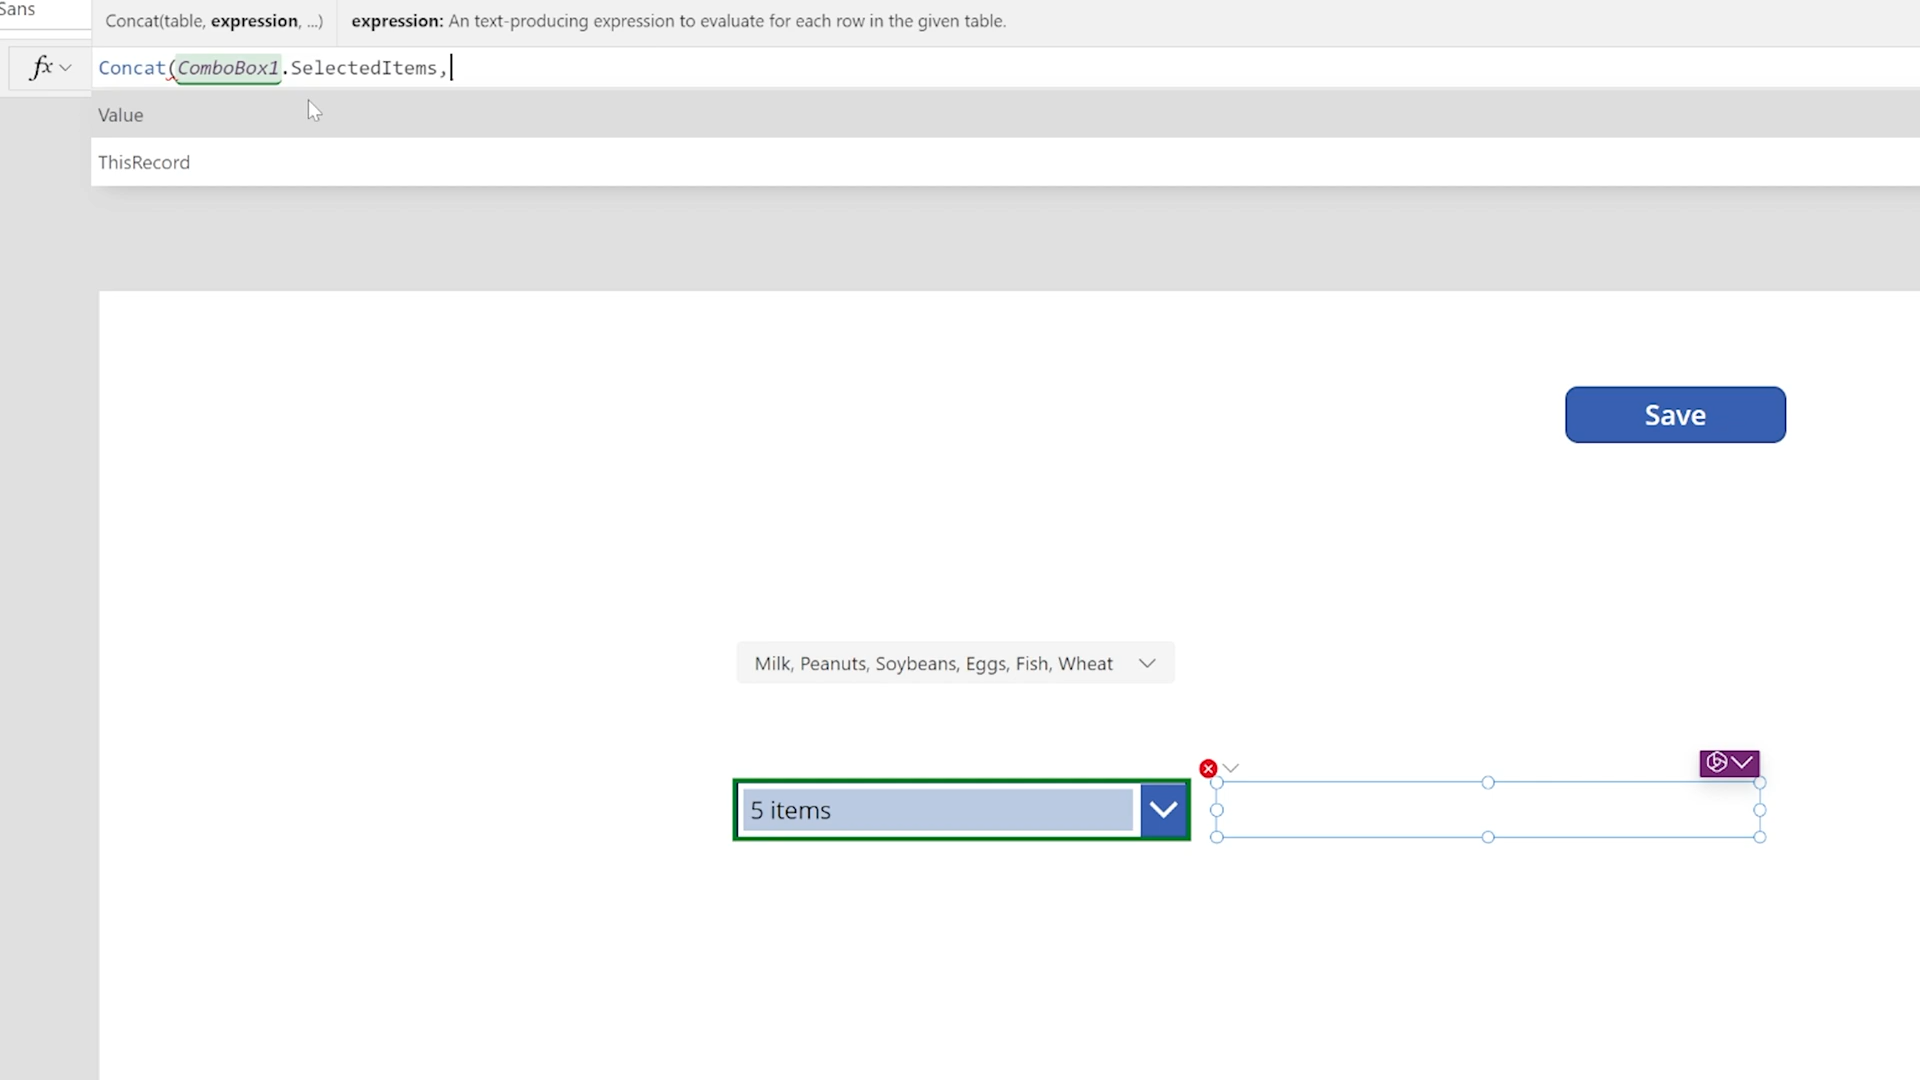 Sans
Concat(table, expression, ...) expression: An text-producing expression to evaluate for each row in the given table.
fx Concat(ComboBox1.SelectedItems,
Value
ThisRecord
Save
Milk, Peanuts, Soybeans, Eggs, Fish, Wheat
5 items